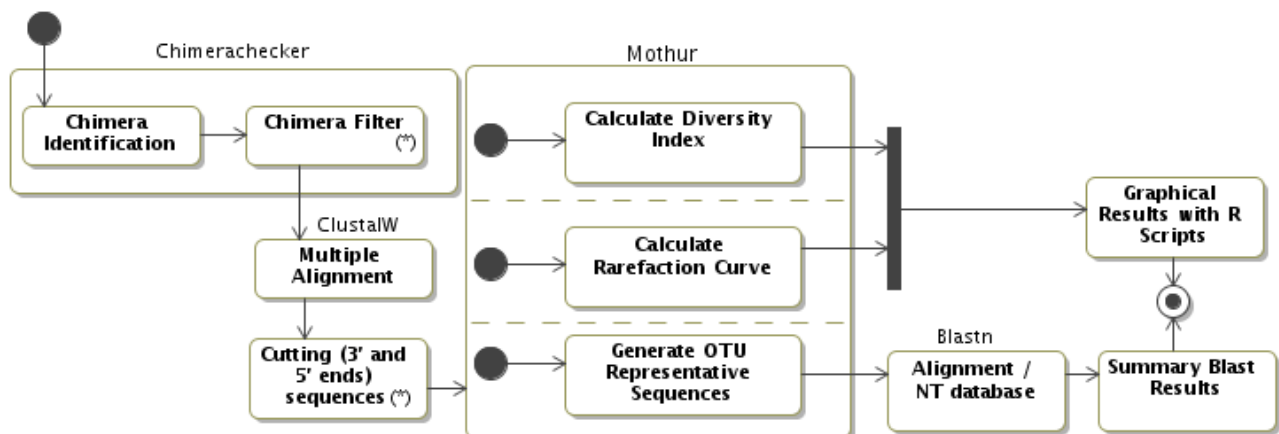 Chimerachecker
Chimera
Identification
Chimera Filter
(*)
ClustalW
Multiple
Alignment
Cutting (3' and
5' ends)
sequences (*)
Mothur
Calculate Diversity
Index
Calculate
Rarefaction Curve
Generate OTU
Representative
Sequences
Blastn
Alignment /
NT database
Summary Blast
Results
Graphical
Results with R
Scripts